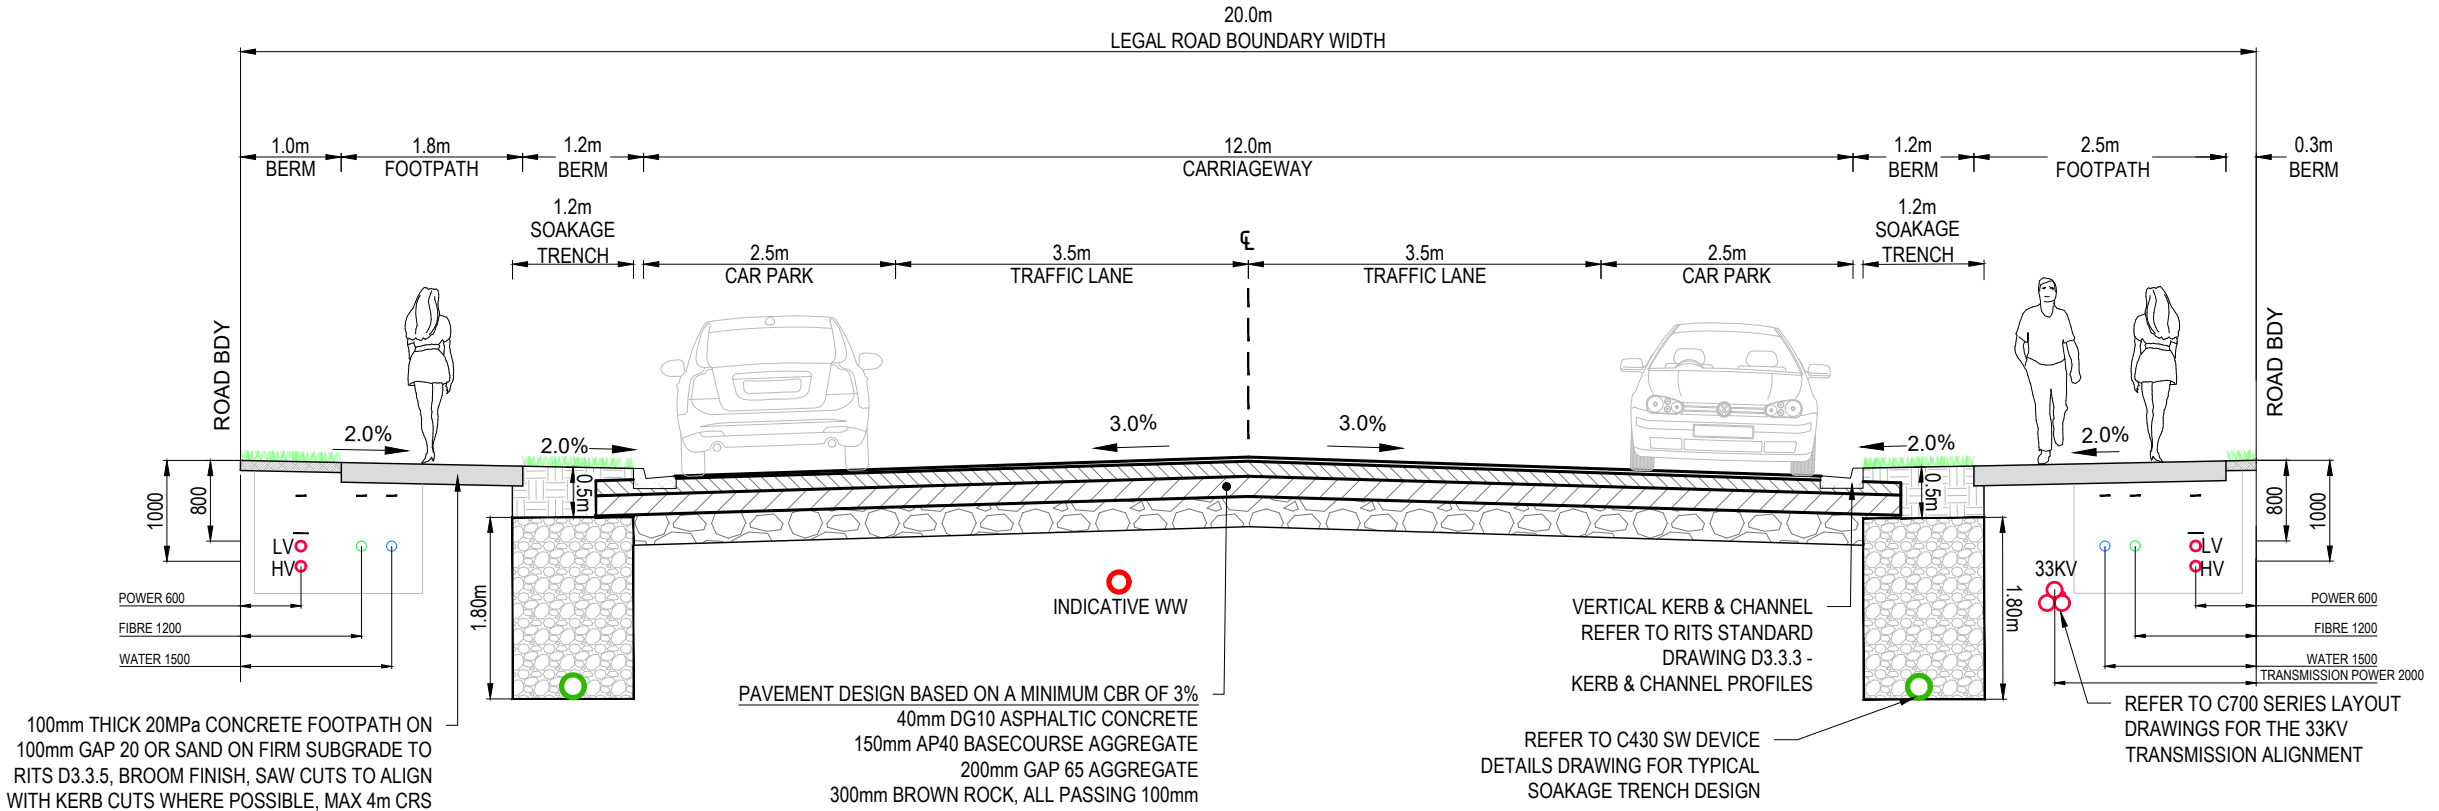 20.0m
LEGAL ROAD BOUNDARY WIDTH
1.0m
BERM
1.8m
FOOTPATH
1.2m
BERM
12.0m
CARRIAGEWAY
1.2m
BERM
2.5m
FOOTPATH
0.3m
BERM
1.2m
SOAKAGE
TRENCH
2.5m
CAR PARK
3.5m
TRAFFIC LANE
℄
3.5m
TRAFFIC LANE
2.5m
CAR PARK
1.2m
SOAKAGE
TRENCH
ROAD BDY
ROAD BDY
2.0%
2.0%
3.0%
3.0%
2.0%
2.0%
1000
800
0.5m
0.5m
800
1000
LV
HV
LV
HV
33KV
1.80m
1.80m
INDICATIVE WW
POWER 600
FIBRE 1200
WATER 1500
POWER 600
FIBRE 1200
WATER 1500
TRANSMISSION POWER 2000
VERTICAL KERB & CHANNEL
REFER TO RITS STANDARD
DRAWING D3.3.3 -
KERB & CHANNEL PROFILES
100mm THICK 20MPa CONCRETE FOOTPATH ON
100mm GAP 20 OR SAND ON FIRM SUBGRADE TO
RITS D3.3.5, BROOM FINISH, SAW CUTS TO ALIGN
WITH KERB CUTS WHERE POSSIBLE, MAX 4m CRS
PAVEMENT DESIGN BASED ON A MINIMUM CBR OF 3%
40mm DG10 ASPHALTIC CONCRETE
150mm AP40 BASECOURSE AGGREGATE
200mm GAP 65 AGGREGATE
300mm BROWN ROCK, ALL PASSING 100mm
REFER TO C430 SW DEVICE
DETAILS DRAWING FOR TYPICAL
SOAKAGE TRENCH DESIGN
REFER TO C700 SERIES LAYOUT
DRAWINGS FOR THE 33KV
TRANSMISSION ALIGNMENT